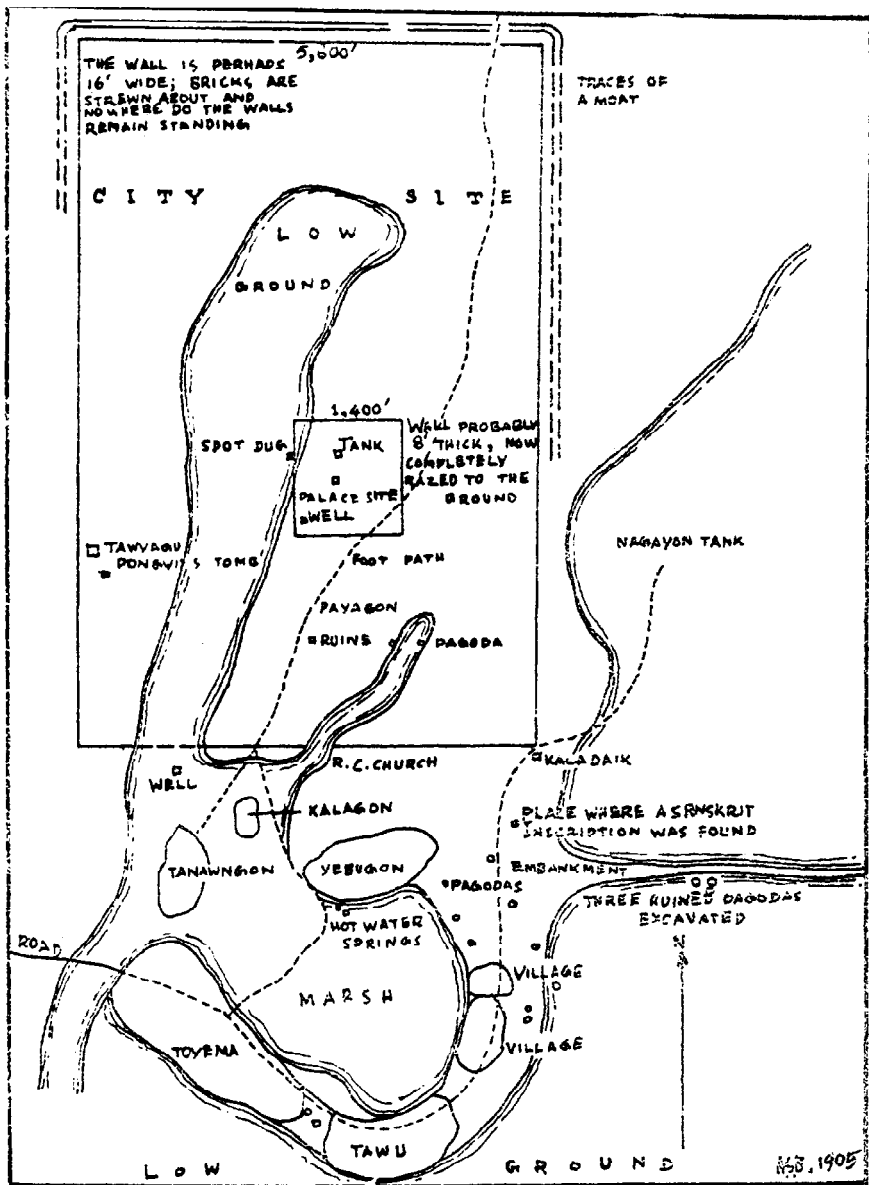 5,600'
THE WALL IS PERHAPS
16' WIDE; BRICKS ARE
STREWN ABOUT AND
NOWHERE DO THE WALLS
REMAIN STANDING
TRACES OF
A MOAT
CITY SITE
LOW
GROUND
1,400'
SPOT DUG
TANK
PALACE SITE
WELL
WALL PROBABLY
8' THICK, NOW
COMPLETELY
RAZED TO THE
GROUND
TAWYAGU
TOMB
FOOT PATH
NAGAYON TANK
PAYAGON
RUINS
PAGODA
R.C. CHURCH
KALADAIK
WELL
KALAGON
PLACE WHERE A SANSKRIT
INSCRIPTION WAS FOUND
TANAWNGON
YEBUGON
PAGODAS
EMBANKMENT
THREE RUINED PAGODAS
EXCAVATED
HOT WATER
SPRINGS
ROAD
MARSH
VILLAGE
TOYEMA
VILLAGE
TAWU
LOW GROUND
1905